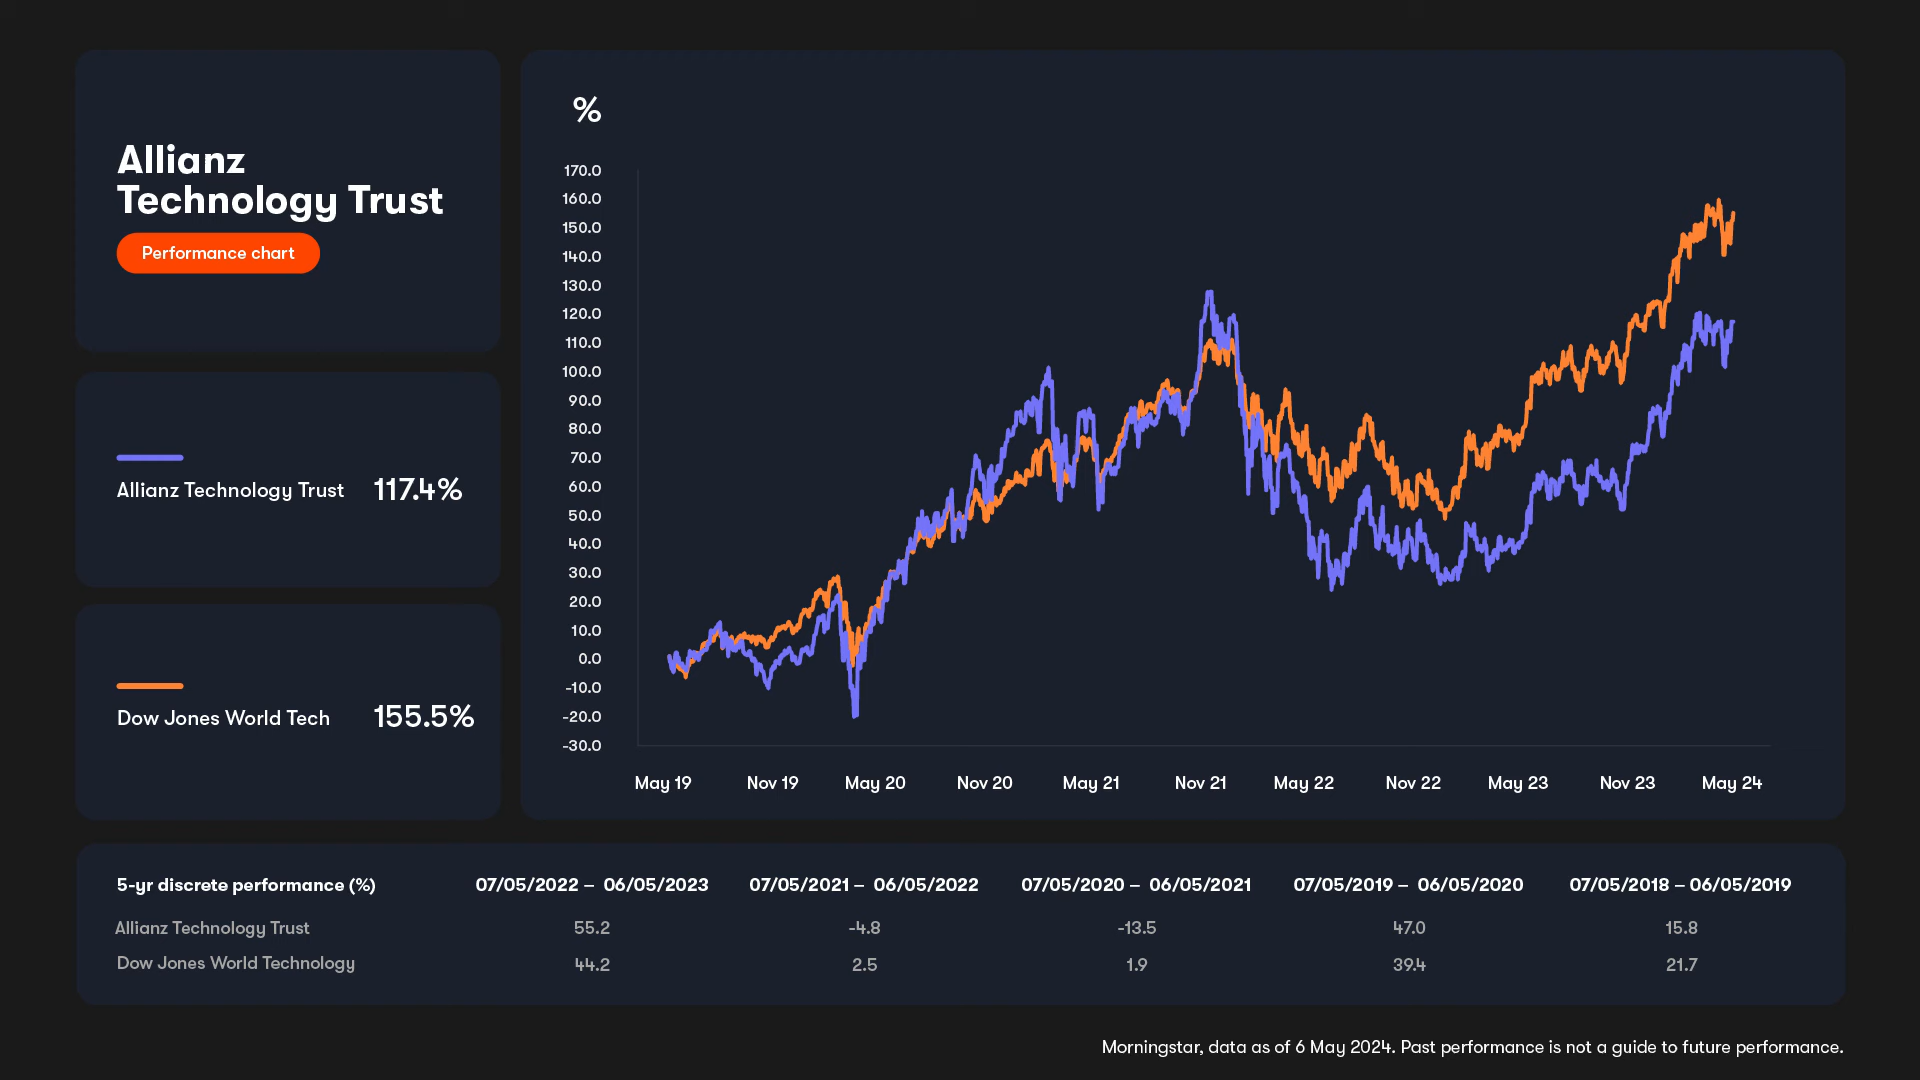 Allianz
Technology Trust
Performance chart
Allianz Technology Trust 117.4%
Dow Jones World Tech 155.5%
%
170.0
160.0
150.0
140.0
130.0
120.0
110.0
100.0
90.0
80.0
70.0
60.0
50.0
40.0
30.0
20.0
10.0
0.0
-10.0
-20.0
-30.0
May 19 Nov 19 May 20 Nov 20 May 21 Nov 21 May 22 Nov 22 May 23 Nov 23 May 24
5-yr discrete performance (%) 07/05/2022 – 06/05/2023 07/05/2021 – 06/05/2022 07/05/2020 – 06/05/2021 07/05/2019 – 06/05/2020 07/05/2018 – 06/05/2019
Allianz Technology Trust 55.2 -4.8 -13.5 47.0 15.8
Dow Jones World Technology 44.2 2.5 1.9 39.4 21.7
Morningstar, data as of 6 May 2024. Past performance is not a guide to future performance.